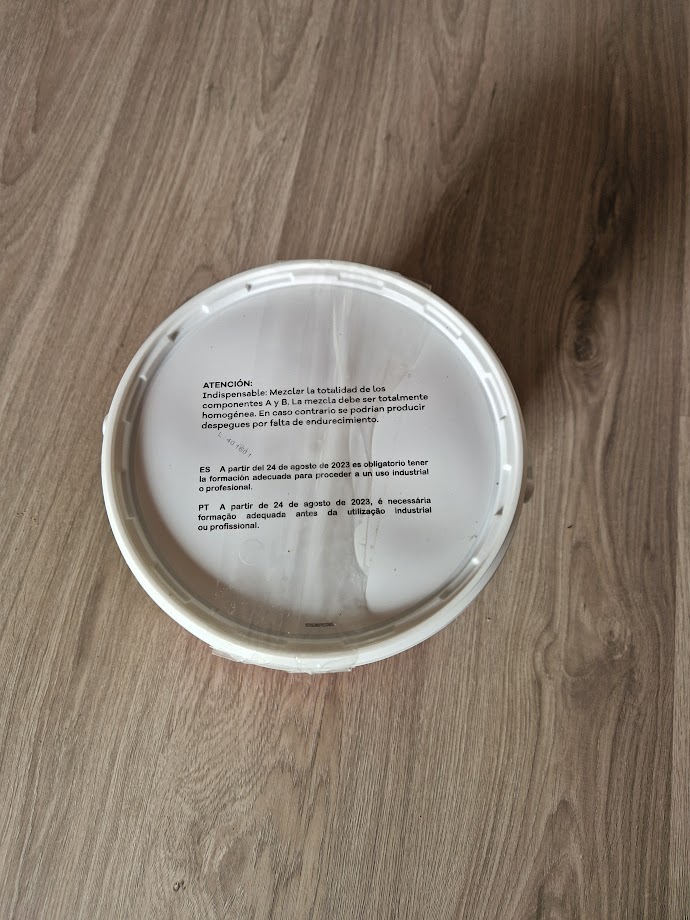 ATENCIÓN:
Indispensable: Mezclar la totalidad de los
componentes A y B. La mezcla debe ser totalmente
homogénea. En caso contrario se podrían producir
despegues por falta de endurecimiento.
ES A partir del 24 de agosto de 2023 es obligatorio tener
la formación adecuada para proceder a un uso industrial
o profesional.
PT A partir de 24 de agosto de 2023, é necessária
formação adequada antes da utilização industrial
ou profissional.